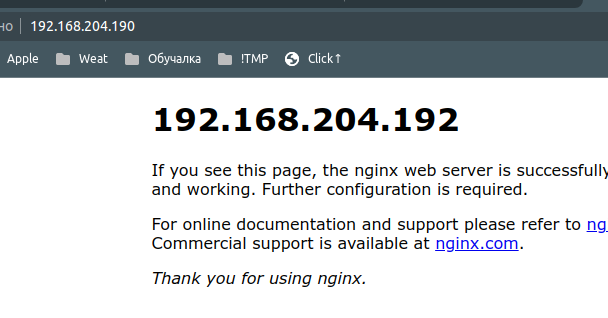 но 192.168.204.190
Apple Weat Обучалка !TMP Click↑
192.168.204.192
If you see this page, the nginx web server is successfully
and working. Further configuration is required.
For online documentation and support please refer to ng
Commercial support is available at nginx.com.
Thank you for using nginx.